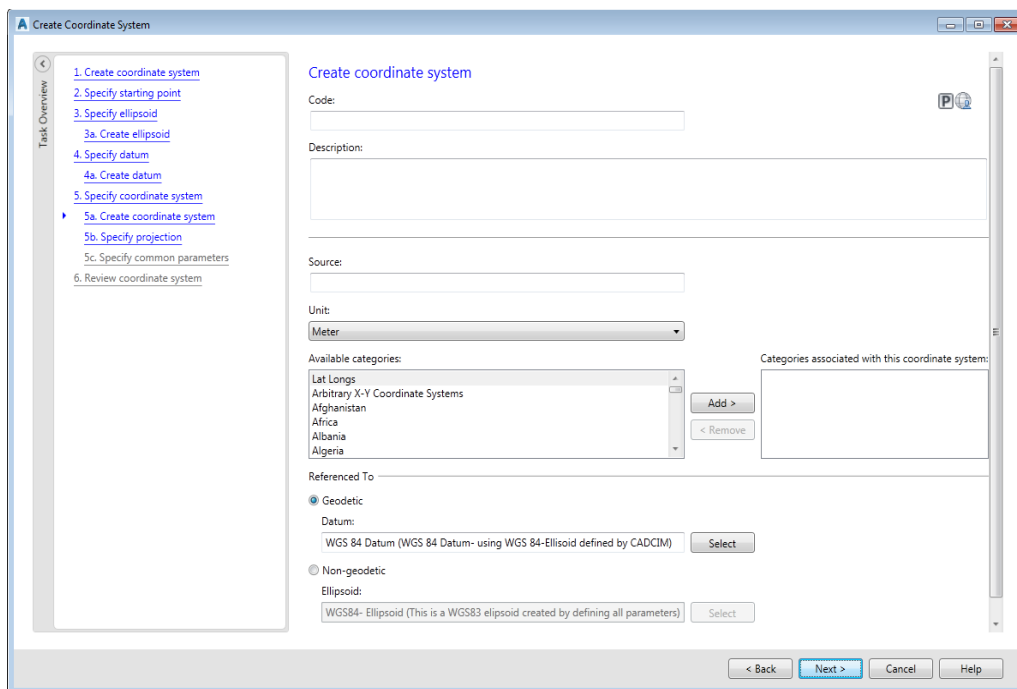 Create Coordinate System
Task Overview
1. Create coordinate system
2. Specify starting point
3. Specify ellipsoid
3a. Create ellipsoid
4. Specify datum
4a. Create datum
5. Specify coordinate system
5a. Create coordinate system
5b. Specify projection
5c. Specify common parameters
6. Review coordinate system
Create coordinate system
Code:
P
Description:
Source:
Unit:
Meter
Available categories:
Lat Longs
Arbitrary X-Y Coordinate Systems
Afghanistan
Africa
Albania
Algeria
Add >
< Remove
Categories associated with this coordinate system:
Referenced To
Geodetic
Datum:
WGS 84 Datum (WGS 84 Datum- using WGS 84-Ellisoid defined by CADCIM)
Select
Non-geodetic
Ellipsoid:
WGS84- Ellipsoid (This is a WGS83 elipsoid created by defining all parameters)
Select
< Back
Next >
Cancel
Help